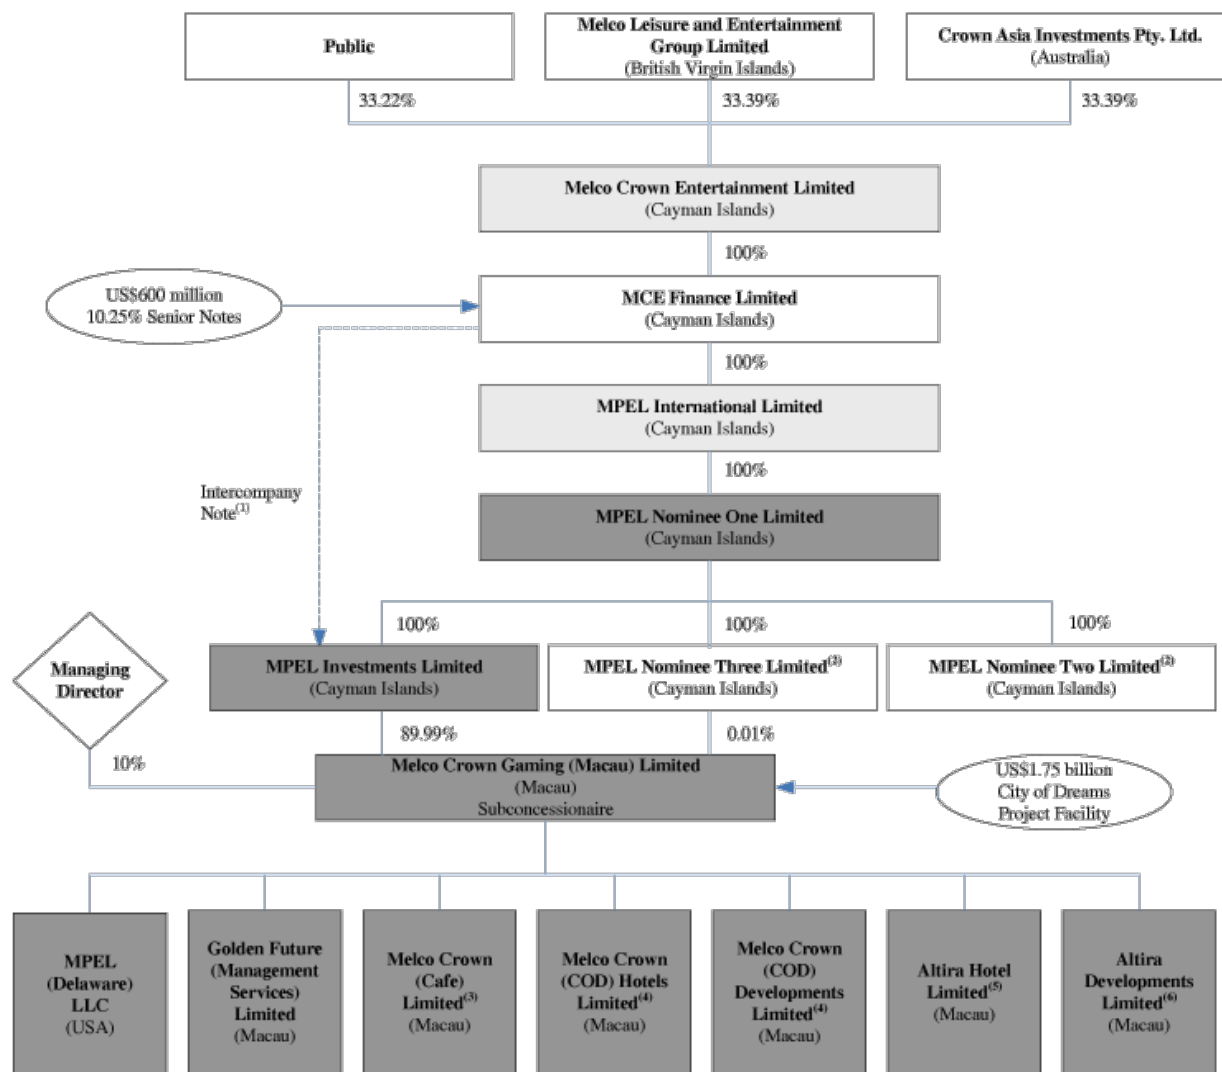 Public
Melco Leisure and Entertainment
Group Limited
(British Virgin Islands)
Crown Asia Investments Pty. Ltd.
(Australia)
33.22%
33.39%
33.39%
Melco Crown Entertainment Limited
(Cayman Islands)
100%
US$600 million
10.25% Senior Notes
MCE Finance Limited
(Cayman Islands)
100%
MPEL International Limited
(Cayman Islands)
100%
Intercompany
Note(1)
MPEL Nominee One Limited
(Cayman Islands)
100%
100%
100%
Managing
Director
MPEL Investments Limited
(Cayman Islands)
MPEL Nominee Three Limited(2)
(Cayman Islands)
MPEL Nominee Two Limited(2)
(Cayman Islands)
89.99%
0.01%
10%
Melco Crown Gaming (Macau) Limited
(Macau)
Subconcessionaire
US$1.75 billion
City of Dreams
Project Facility
MPEL
(Delaware)
LLC
(USA)
Golden Future
(Management
Services)
Limited
(Macau)
Melco Crown
(Cafe)
Limited(3)
(Macau)
Melco Crown
(COD) Hotels
Limited(4)
(Macau)
Melco Crown
(COD)
Developments
Limited(4)
(Macau)
Altira Hotel
Limited(5)
(Macau)
Altira
Developments
Limited(6)
(Macau)